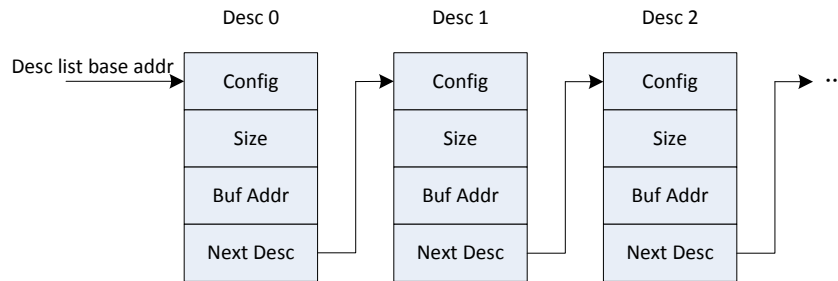 Desc 0
Desc 1
Desc 2
Desc list base addr
Config
Config
Config
..
Size
Size
Size
Buf Addr
Buf Addr
Buf Addr
Next Desc
Next Desc
Next Desc